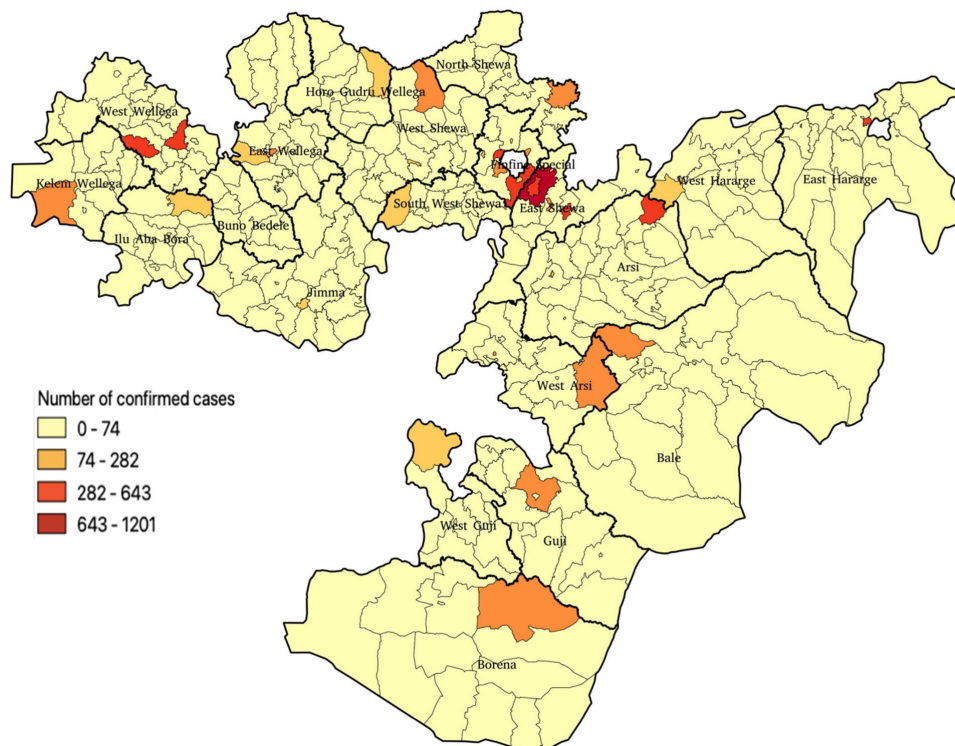 North Shewa
Horo Gudru Wellega
West Wellega
West Shewa
East Wellega
Finfine Special
Kelem Wellega
West Hararge
East Hararge
South West Shewa
East Shewa
Buno Bedele
Ilu Aba Bora
Arsi
Jimma
West Arsi
Number of confirmed cases
0 - 74
74 - 282
282 - 643
643 - 1201
Bale
West Guji
Guji
Borena